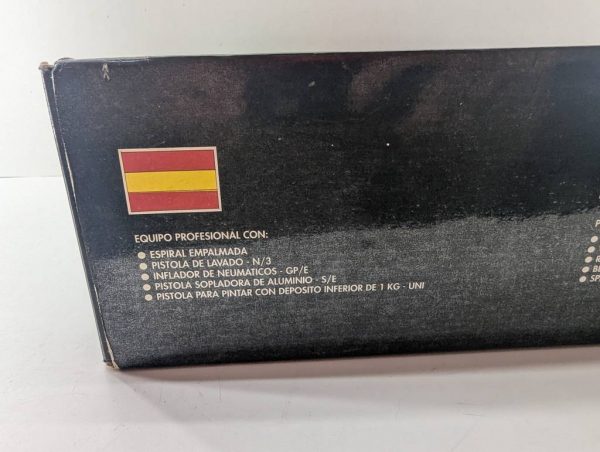 EQUIPO PROFESIONAL CON:
● ESPIRAL EMPALMADA
● PISTOLA DE LAVADO - N/3
● INFLADOR DE NEUMÁTICOS - GP/E
● PISTOLA SOPLADORA DE ALUMINIO - S/E
● PISTOLA PARA PINTAR CON DEPOSITO INFERIOR DE 1 KG - UNI